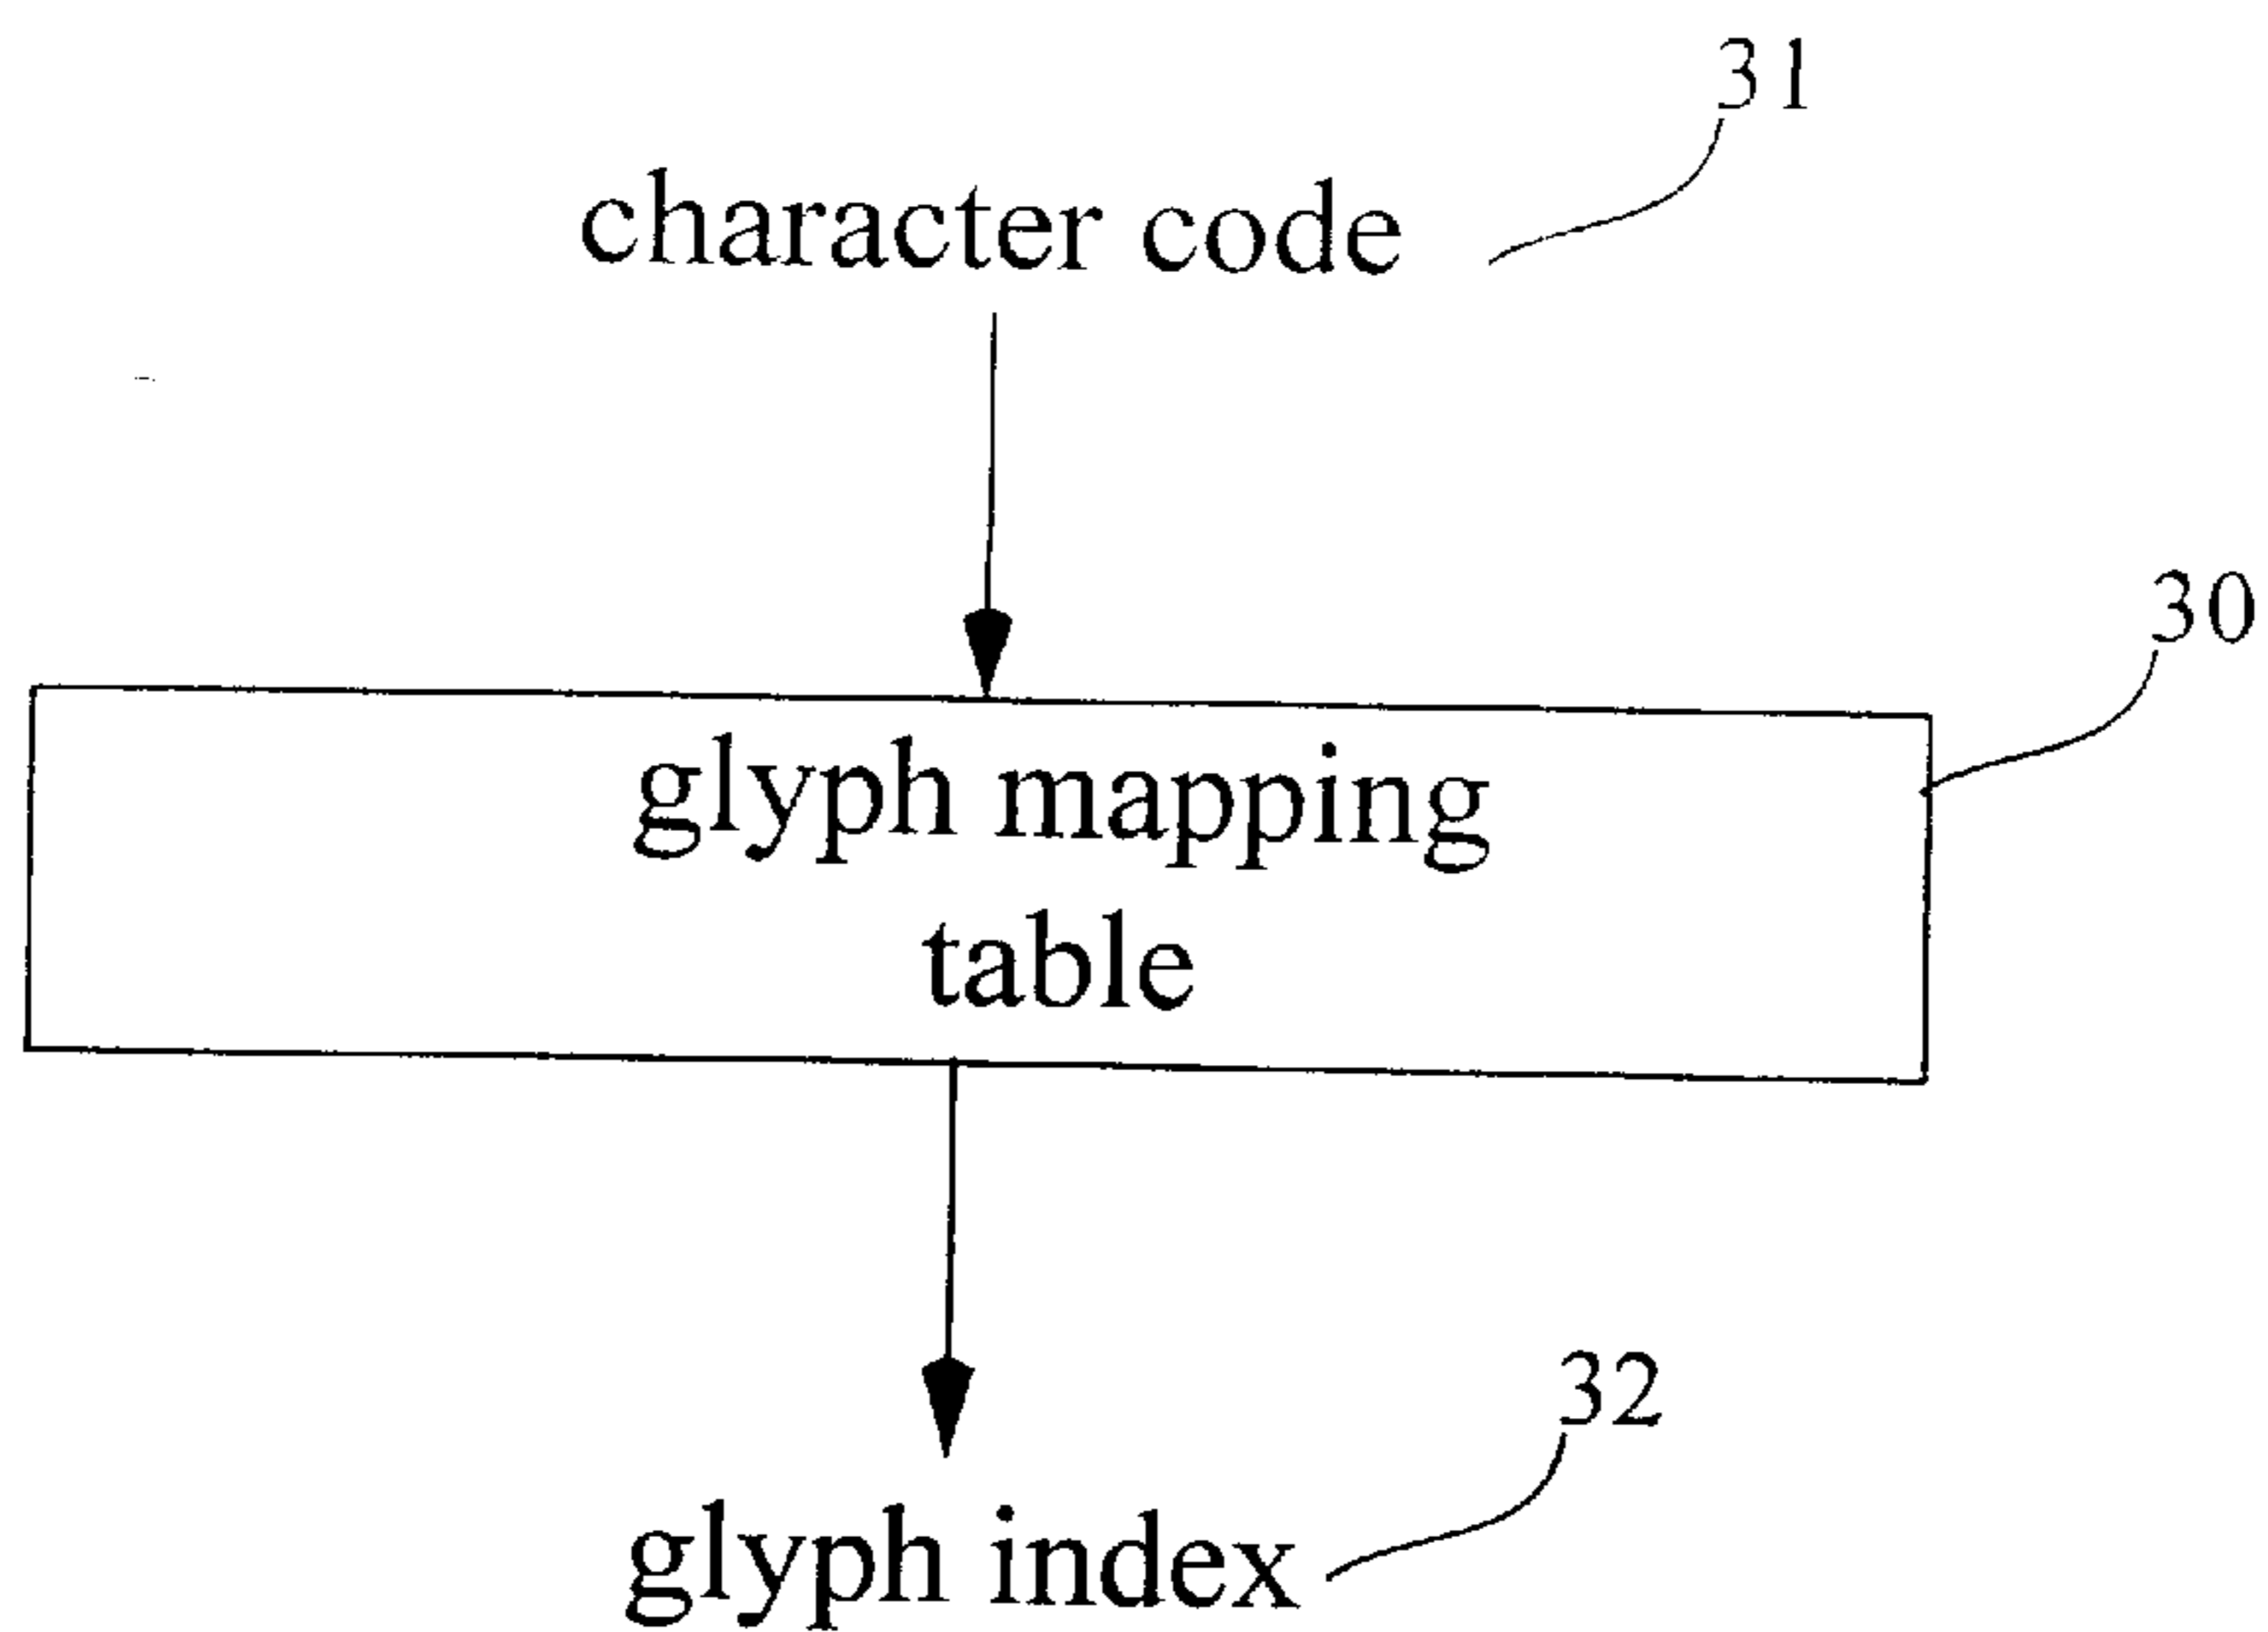 31
character code
30
glyph mapping
table
32
glyph index